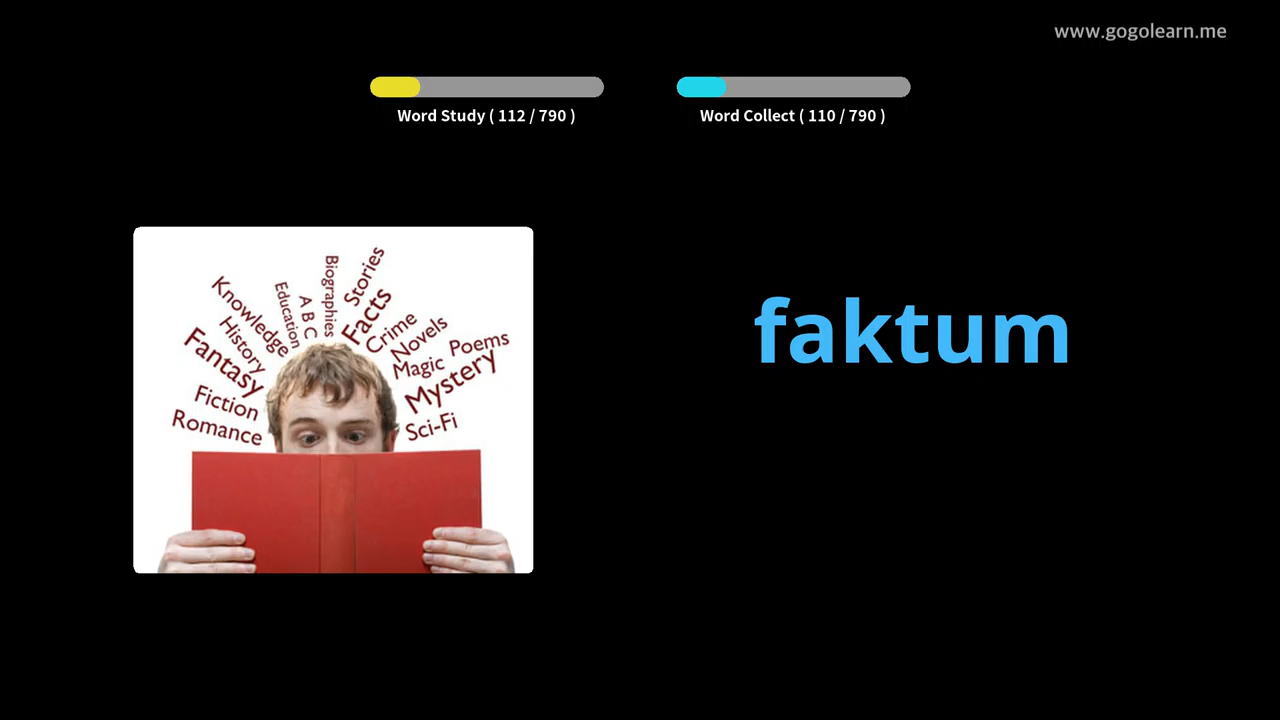 www.gogolearn.me
Word Study ( 112 / 790 )
Word Collect ( 110 / 790 )
faktum
Biographies
Stories
Education
A B C
Facts
Knowledge
History
Crime
Novels
Poems
Fantasy
Magic
Mystery
Fiction
Romance
Sci-Fi